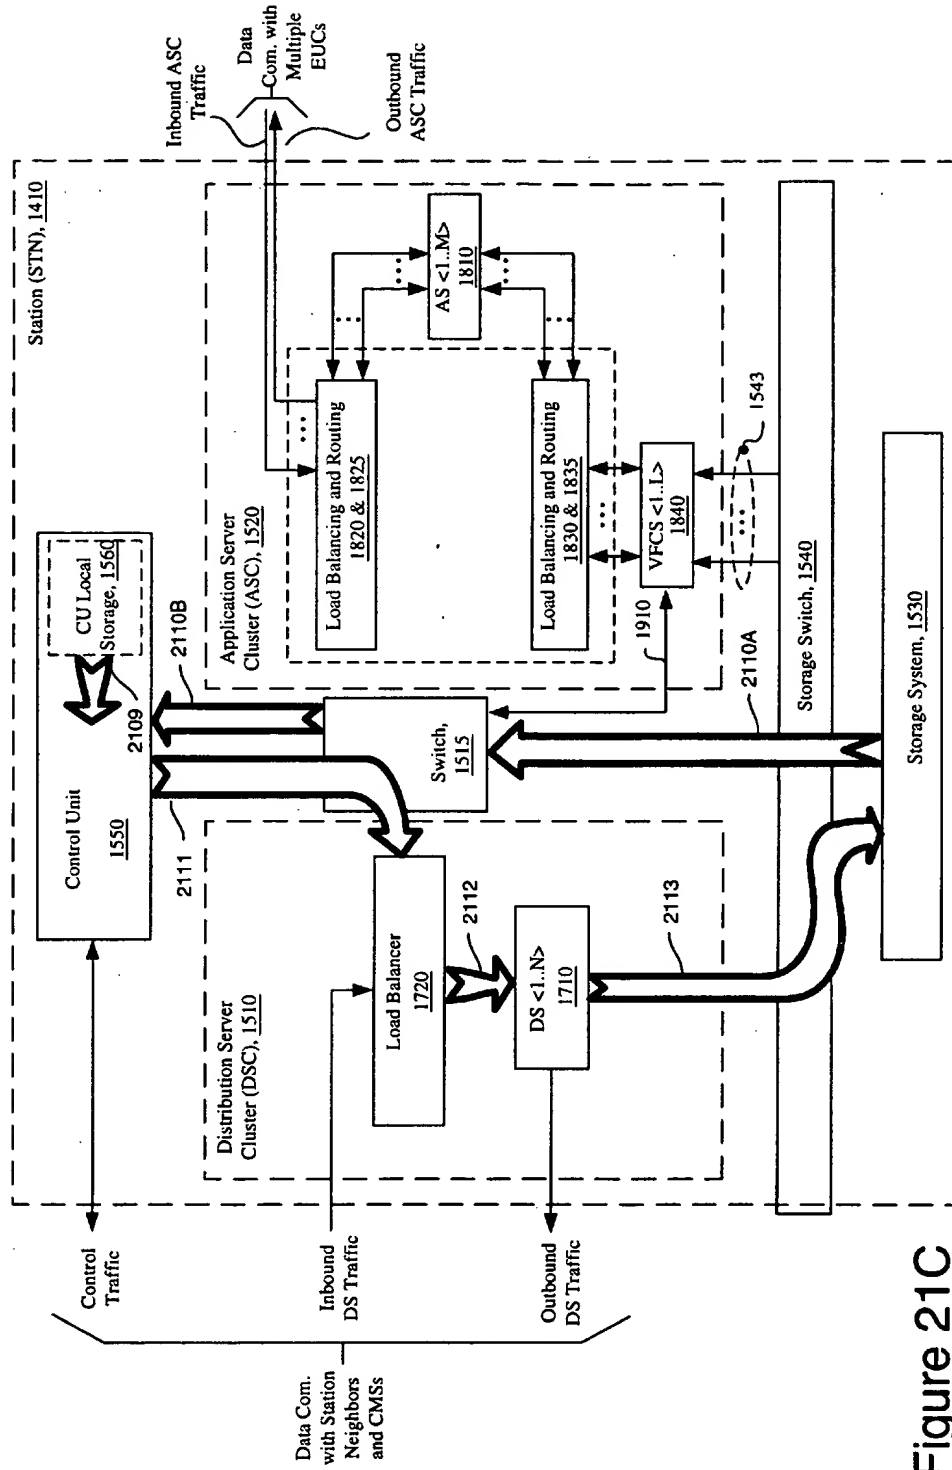 Station (STN), 1410
Control Unit
1550
CU Local
Storage, 1560
2109
2110B
2111
Control
Traffic
Inbound ASC
Traffic
Data
Com. with
Multiple
EUCs
Outbound
ASC Traffic
Application Server
Cluster (ASC), 1520
Load Balancing and Routing
1820 & 1825
AS <1..M>
1810
Load Balancing and Routing
1830 & 1835
VFCS <1..L>
1840
1910
1543
Switch,
1515
2110A
Distribution Server
Cluster (DSC), 1510
Load Balancer
1720
2112
DS <1..N>
1710
2113
Inbound
DS Traffic
Outbound
DS Traffic
Data Com.
with Station
Neighbors
and CMSs
Storage Switch, 1540
Storage System, 1530
Figure 21C